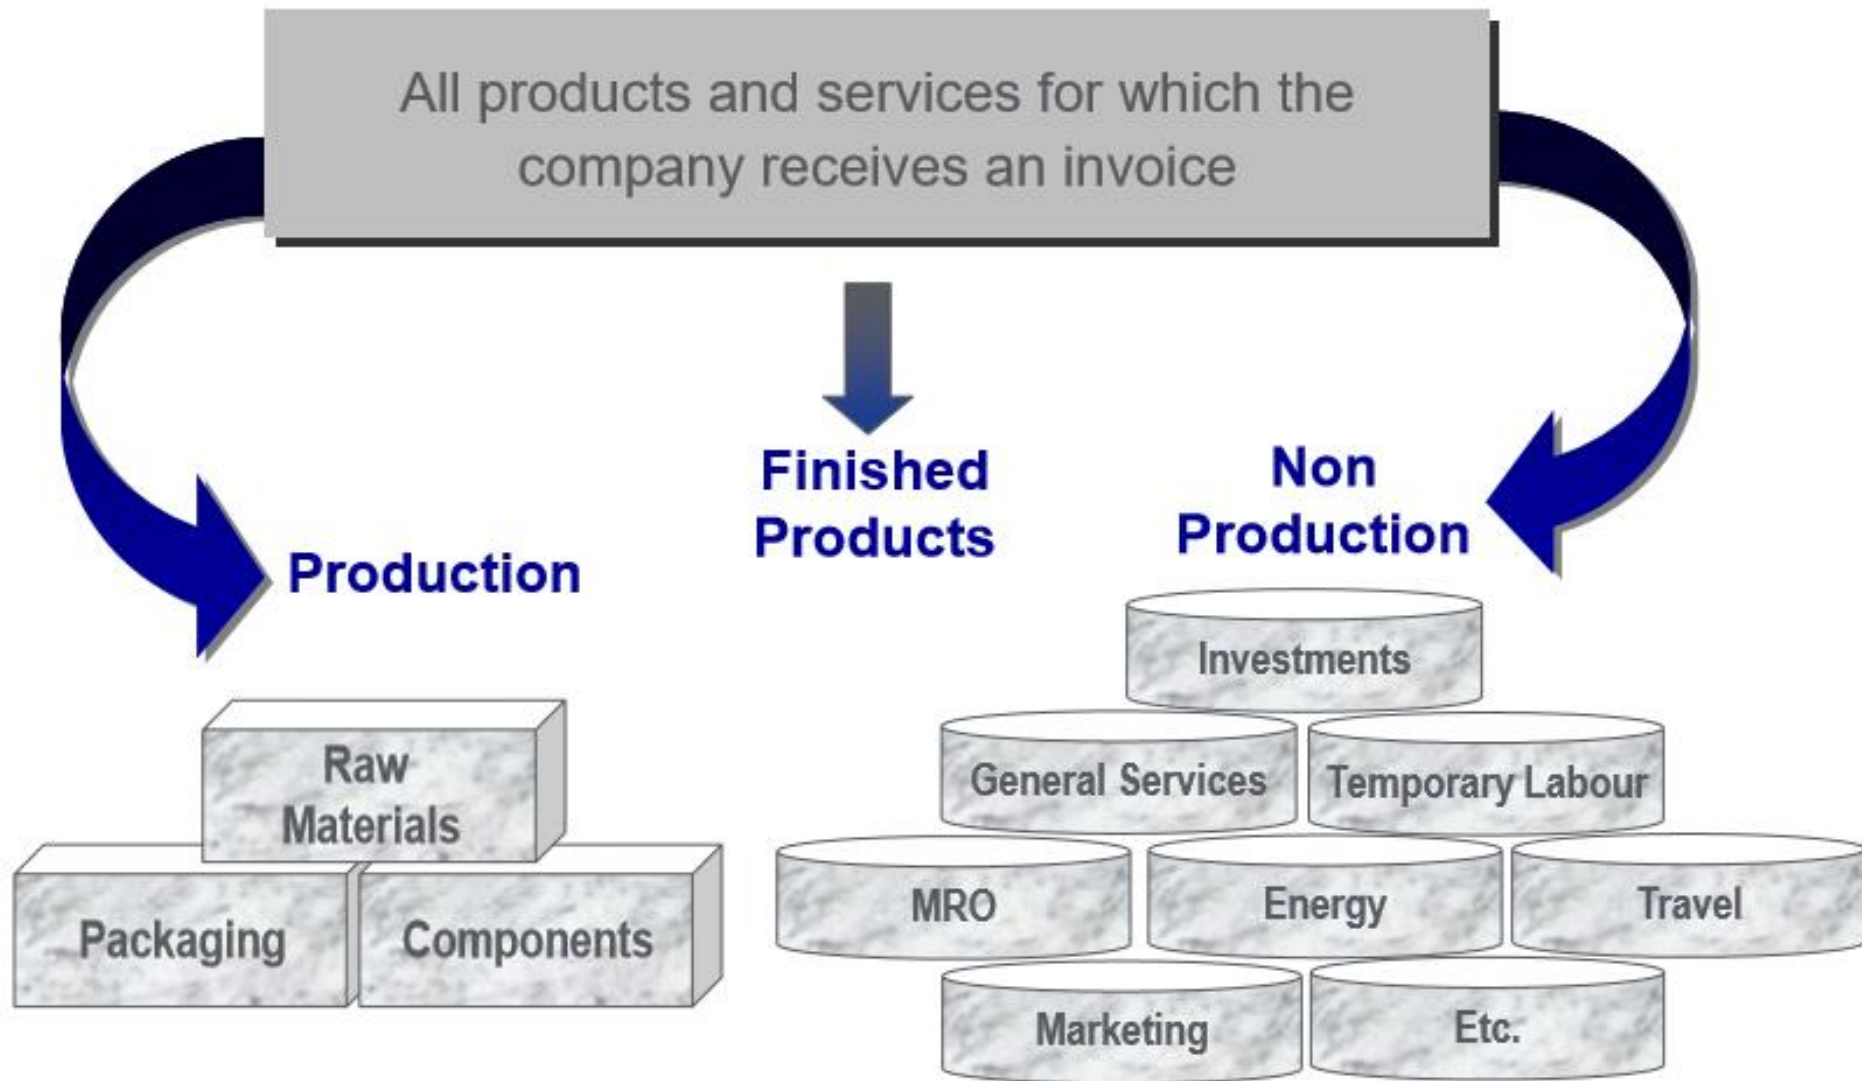 All products and services for which the
company receives an invoice
Finished
Products
Non
Production
Production
Investments
Raw
Materials
General Services
Temporary Labour
Packaging
Components
MRO
Energy
Travel
Marketing
Etc.